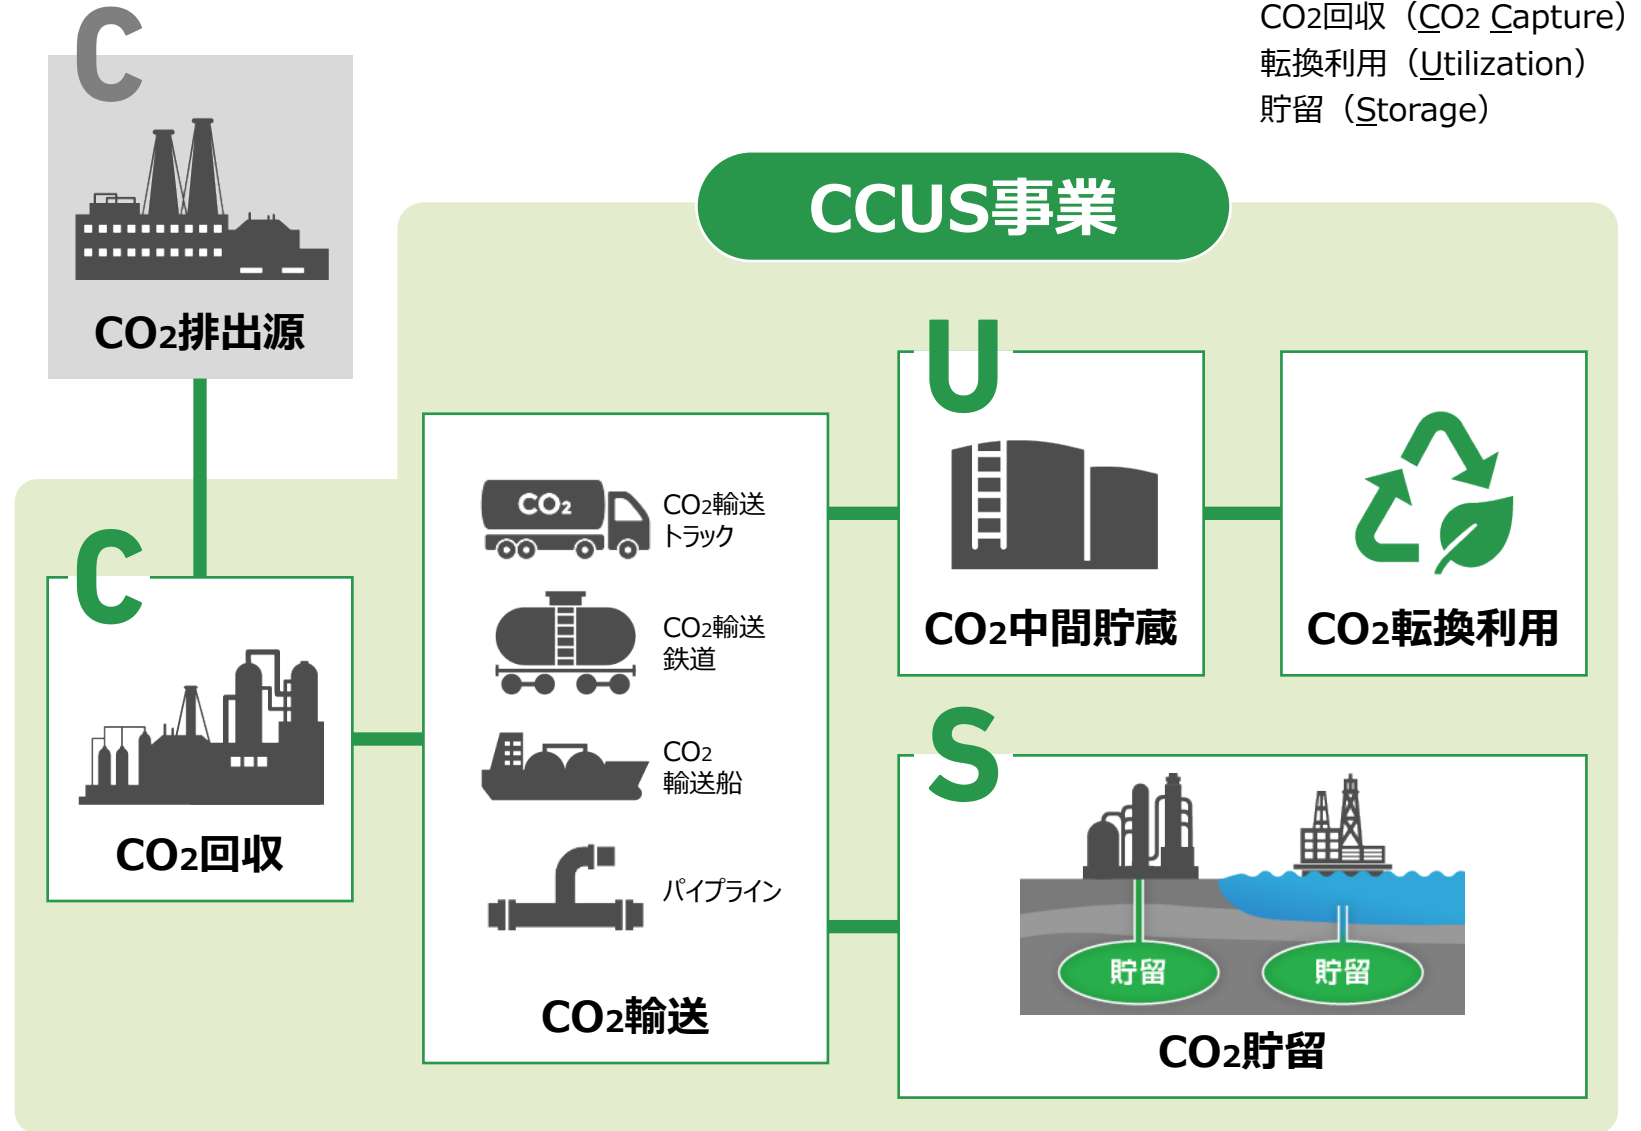 CO2回収（CO2 Capture）
転換利用（Utilization）
貯留（Storage）
CCUS事業
C
CO2排出源
C
CO2回収
CO2
CO2輸送
トラック
CO2輸送
鉄道
CO2
輸送船
パイプライン
CO2輸送
U
CO2中間貯蔵
CO2転換利用
S
貯留
貯留
CO2貯留